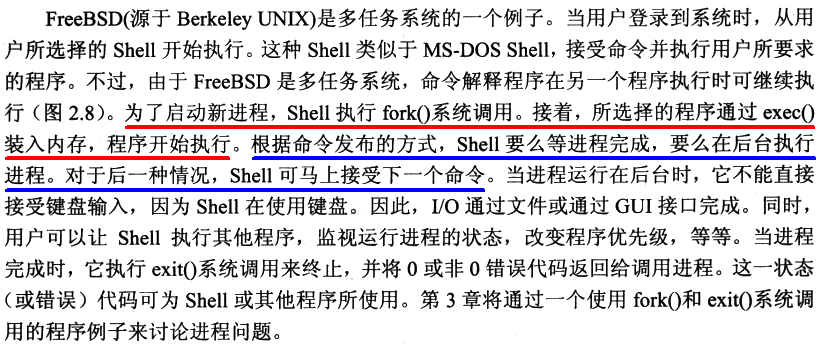 FreeBSD(源于 Berkeley UNIX)是多任务系统的一个例子。当用户登录到系统时，从用
户所选择的 Shell 开始执行。这种 Shell 类似于 MS-DOS Shell，接受命令并执行用户所要求
的程序。不过，由于 FreeBSD 是多任务系统，命令解释程序在另一个程序执行时可继续执
行（图 2.8）。为了启动新进程，Shell 执行 fork()系统调用。接着，所选择的程序通过 exec()
装入内存，程序开始执行。根据命令发布的方式，Shell 要么等进程完成，要么在后台执行
进程。对于后一种情况，Shell 可马上接受下一个命令。当进程运行在后台时，它不能直接
接受键盘输入，因为 Shell 在使用键盘。因此，I/O 通过文件或通过 GUI 接口完成。同时，
用户可以让 Shell 执行其他程序，监视运行进程的状态，改变程序优先级，等等。当进程
完成时，它执行 exit()系统调用来终止，并将 0 或非 0 错误代码返回给调用进程。这一状态
（或错误）代码可为 Shell 或其他程序所使用。第 3 章将通过一个使用 fork()和 exit()系统调
用的程序例子来讨论进程问题。